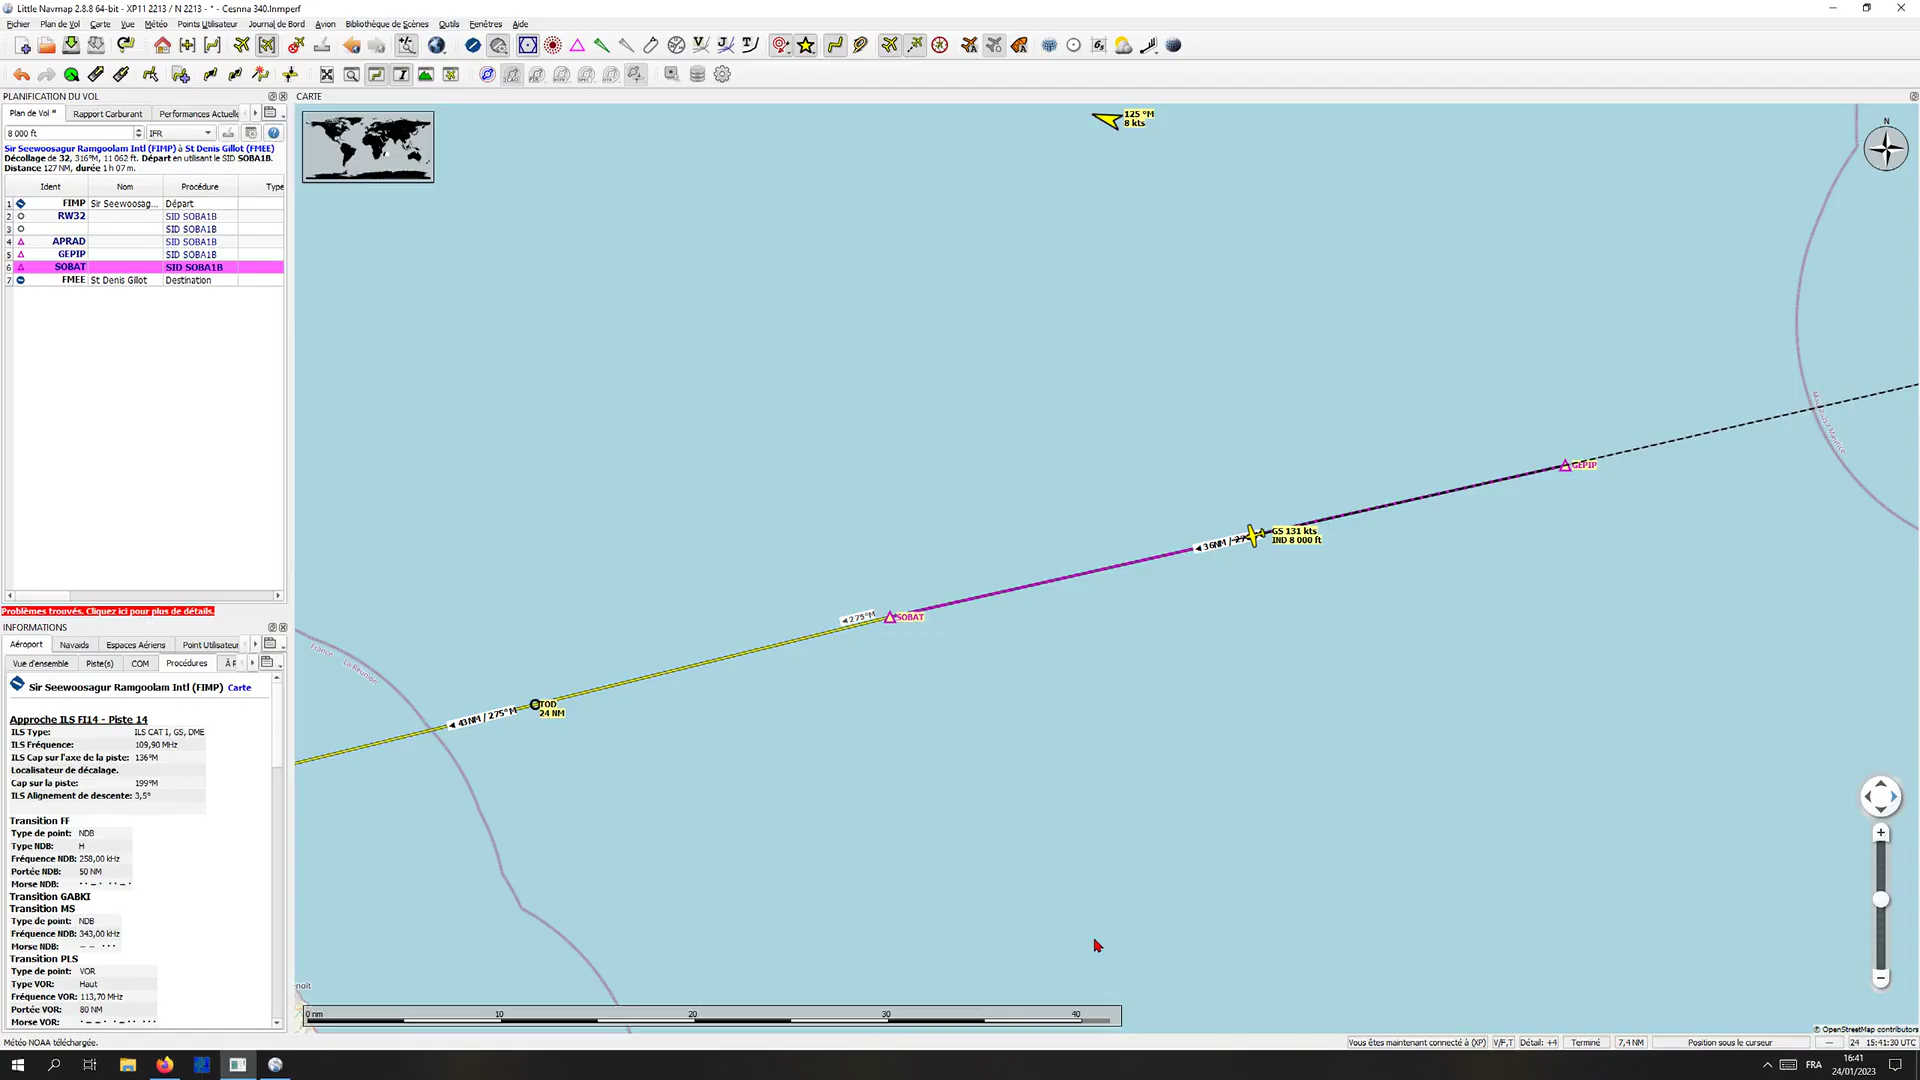 Little Navmap 2.8.8 64-bit - XP11 2213 / N 2213 - * - Cesnna 340.lnmperf
Fichier Plan de Vol Carte Vue Météo Points Utilisateur Journal de Bord Avion Bibliothèque de Scènes Outils Fenêtres Aide
PLANIFICATION DU VOL
CARTE
Plan de Vol * Rapport Carburant Performances Actuelle
8 000 ft IFR
Sir Seewoosagur Ramgoolam Intl (FIMP) à St Denis Gillot (FMEE)
Décollage de 32, 316°M, 11 062 ft. Départ en utilisant le SID SOBA1B.
Distance 127 NM, durée 1 h 07 m.
Ident Nom Procédure Type
1 FIMP Sir Seewoosag... Départ
2 RW32 SID SOBA1B
3 SID SOBA1B
4 APRAD SID SOBA1B
5 GEPIP SID SOBA1B
6 SOBAT SID SOBA1B
7 FMEE St Denis Gillot Destination
Problèmes trouvés. Cliquez ici pour plus de détails.
INFORMATIONS
Aéroport Navaids Espaces Aériens Point Utilisateur
Vue d'ensemble Piste(s) COM Procédures
Sir Seewoosagur Ramgoolam Intl (FIMP) Carte
Approche ILS FI14 - Piste 14
ILS Type: ILS CAT I, GS, DME
ILS Fréquence: 109,90 MHz
ILS Cap sur l'axe de la piste: 136°M
Localisateur de décalage.
Cap sur la piste: 199°M
ILS Alignement de descente: 3,5°
Transition FF
Type de point: NDB
Type NDB: H
Fréquence NDB: 258,00 kHz
Portée NDB: 50 NM
Morse NDB:
Transition GABKI
Transition MS
Type de point: NDB
Fréquence NDB: 343,00 kHz
Morse NDB:
Transition PLS
Type de point: VOR
Type VOR: Haut
Fréquence VOR: 113,70 MHz
Portée VOR: 80 NM
Morse VOR:
125 °M
8 kts
N
GEPIP
GS 131 kts
IND 8 000 ft
36NM / 27
275°M
SOBAT
TOD
24 NM
43NM / 275°M
France
La Réunion
noit
0 nm 10 20 30 40
© OpenStreetMap contributors
Météo NOAA téléchargée.
Vous êtes maintenant connecté à (XP) V/F,T Détail: +4 Terminé 7,4 NM Position sous le curseur — 24 15:41:30 UTC
FRA
16:41
24/01/2023